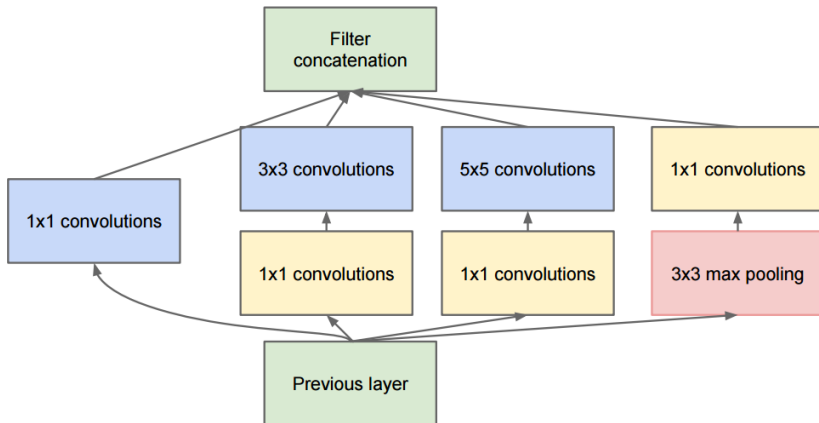 Filter
concatenation
3x3 convolutions
5x5 convolutions
1x1 convolutions
1x1 convolutions
1x1 convolutions
1x1 convolutions
3x3 max pooling
Previous layer